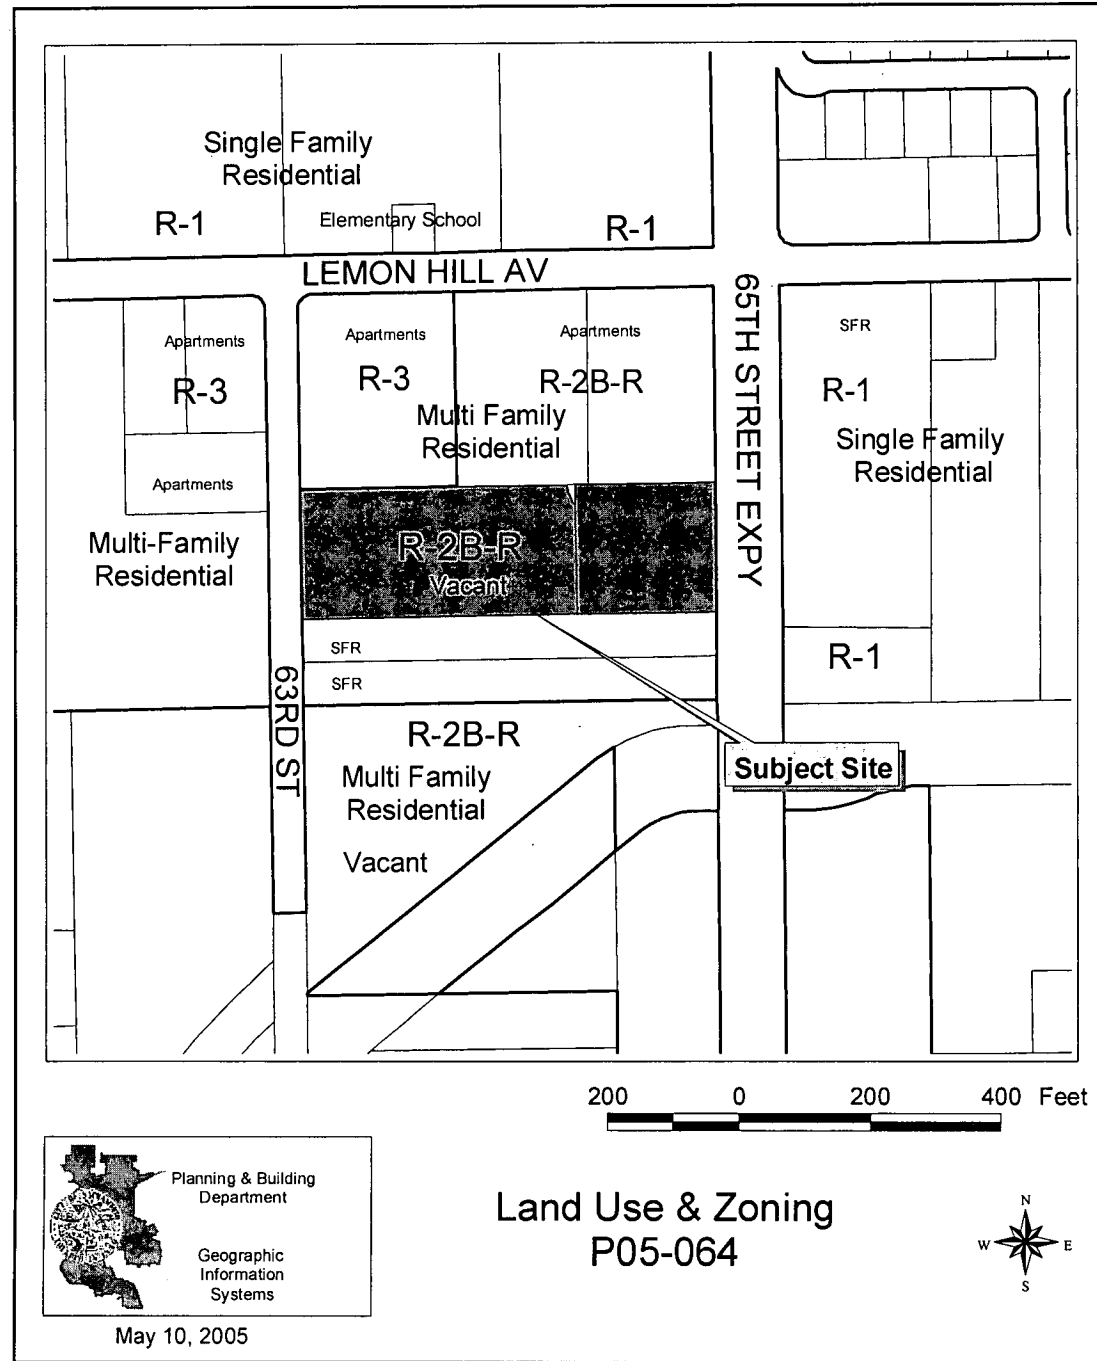 Single Family
Residential
R-1
Elementary School
R-1
LEMON HILL AV
65TH STREET EXPY
Apartments
R-3
Apartments
R-3
Apartments
R-2B-R
Multi Family
Residential
SFR
R-1
Single Family
Residential
Apartments
Multi-Family
Residential
R-2B-R
Vacant
SFR
SFR
R-1
63RD ST
R-2B-R
Multi Family
Residential
Vacant
Subject Site
200 0 200 400 Feet
Planning & Building
Department
Geographic
Information
Systems
May 10, 2005
Land Use & Zoning
P05-064
N
W E
S